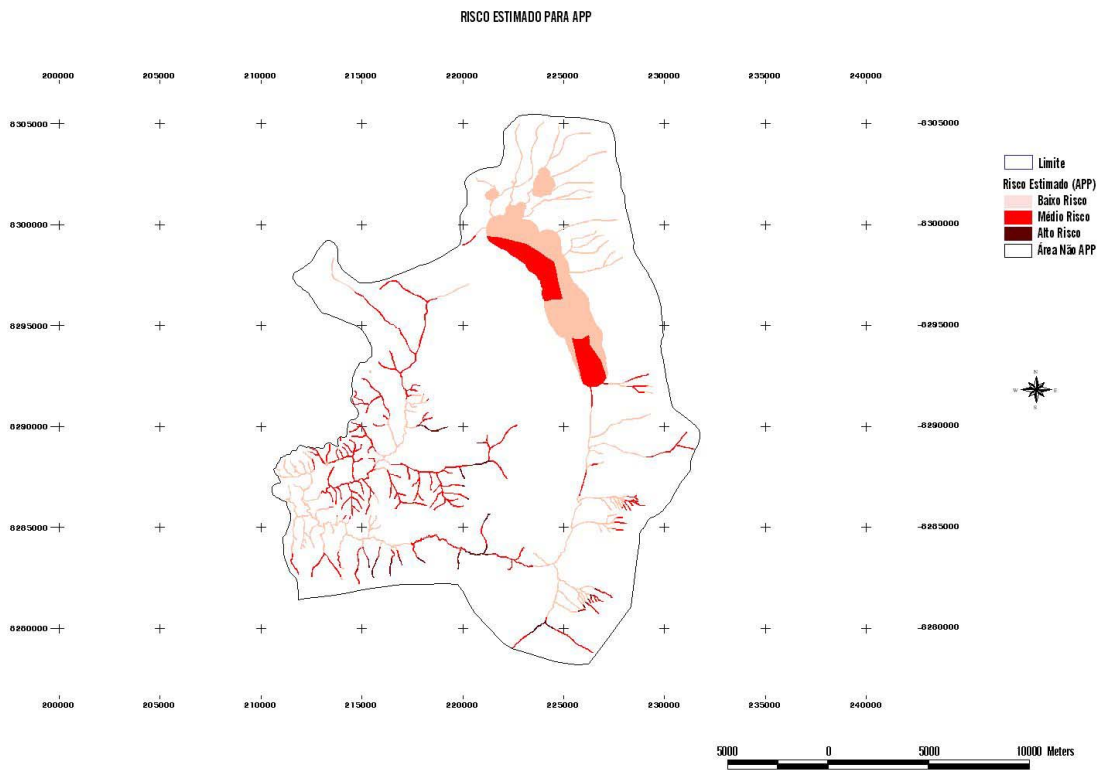 RISCO ESTIMADO PARA APP
200000 205000 210000 215000 220000 225000 230000 235000 240000
8305000 8305000
Limite
Risco Estimado (APP)
Baixo Risco
Médio Risco
Alto Risco
Área Não APP
8300000 8300000
8295000 8295000
N
W E
S
8290000 8290000
8285000 8285000
8280000 8280000
200000 205000 210000 215000 220000 225000 230000 235000 240000
5000 0 5000 10000 Meters